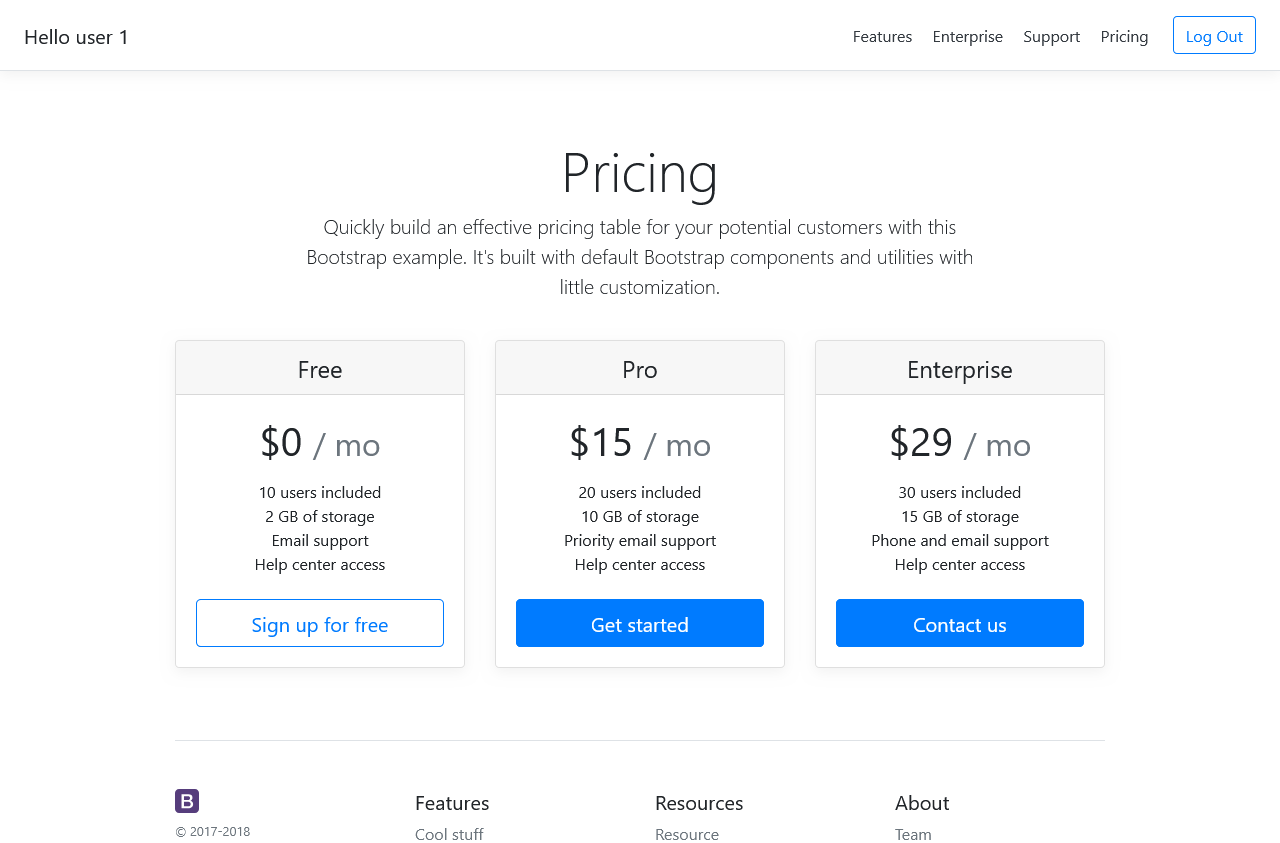 Hello user 1
Features Enterprise Support Pricing Log Out
Pricing
Quickly build an effective pricing table for your potential customers with this
Bootstrap example. It's built with default Bootstrap components and utilities with
little customization.
Free
$0 / mo
10 users included
2 GB of storage
Email support
Help center access
Sign up for free
Pro
$15 / mo
20 users included
10 GB of storage
Priority email support
Help center access
Get started
Enterprise
$29 / mo
30 users included
15 GB of storage
Phone and email support
Help center access
Contact us
B
© 2017-2018
Features
Cool stuff
Resources
Resource
About
Team